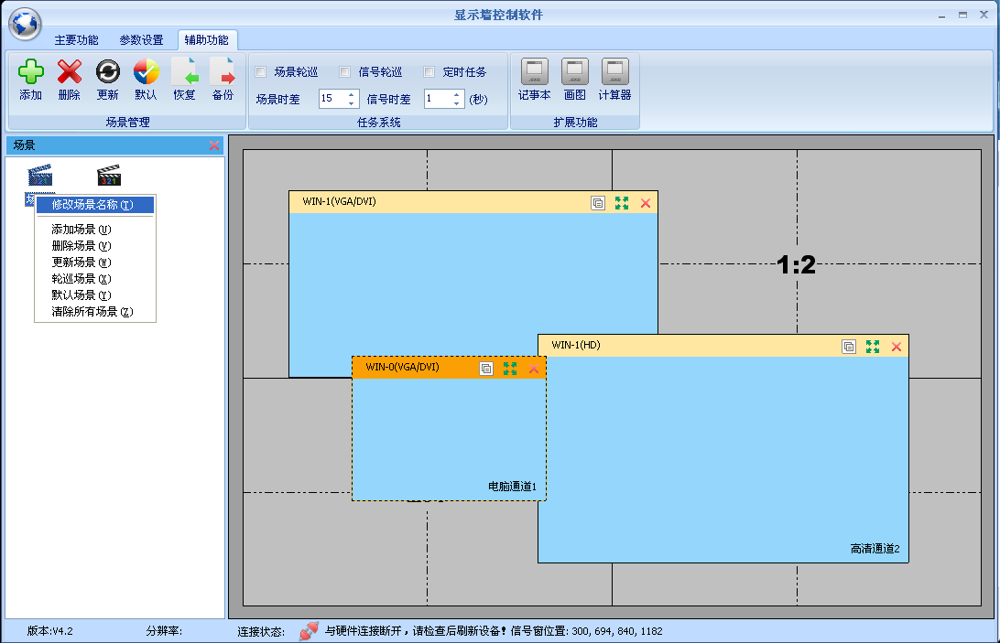 显示墙控制软件
主要功能 参数设置 辅助功能
添加 删除 更新 默认 恢复 备份
场景管理
场景轮巡 信号轮巡 定时任务
场景时差 15 信号时差 1 (秒)
任务系统
记事本 画图 计算器
扩展功能
场景
修改场景名称(T)
添加场景(U)
删除场景(V)
更新场景(W)
轮巡场景(X)
默认场景(Y)
清除所有场景(Z)
WIN-1(VGA/DVI)
1:2
WIN-1(HD)
WIN-0(VGA/DVI)
电脑通道1
高清通道2
版本:V4.2 分辨率: 连接状态: 与硬件连接断开，请检查后刷新设备！信号窗位置: 300, 694, 840, 1182